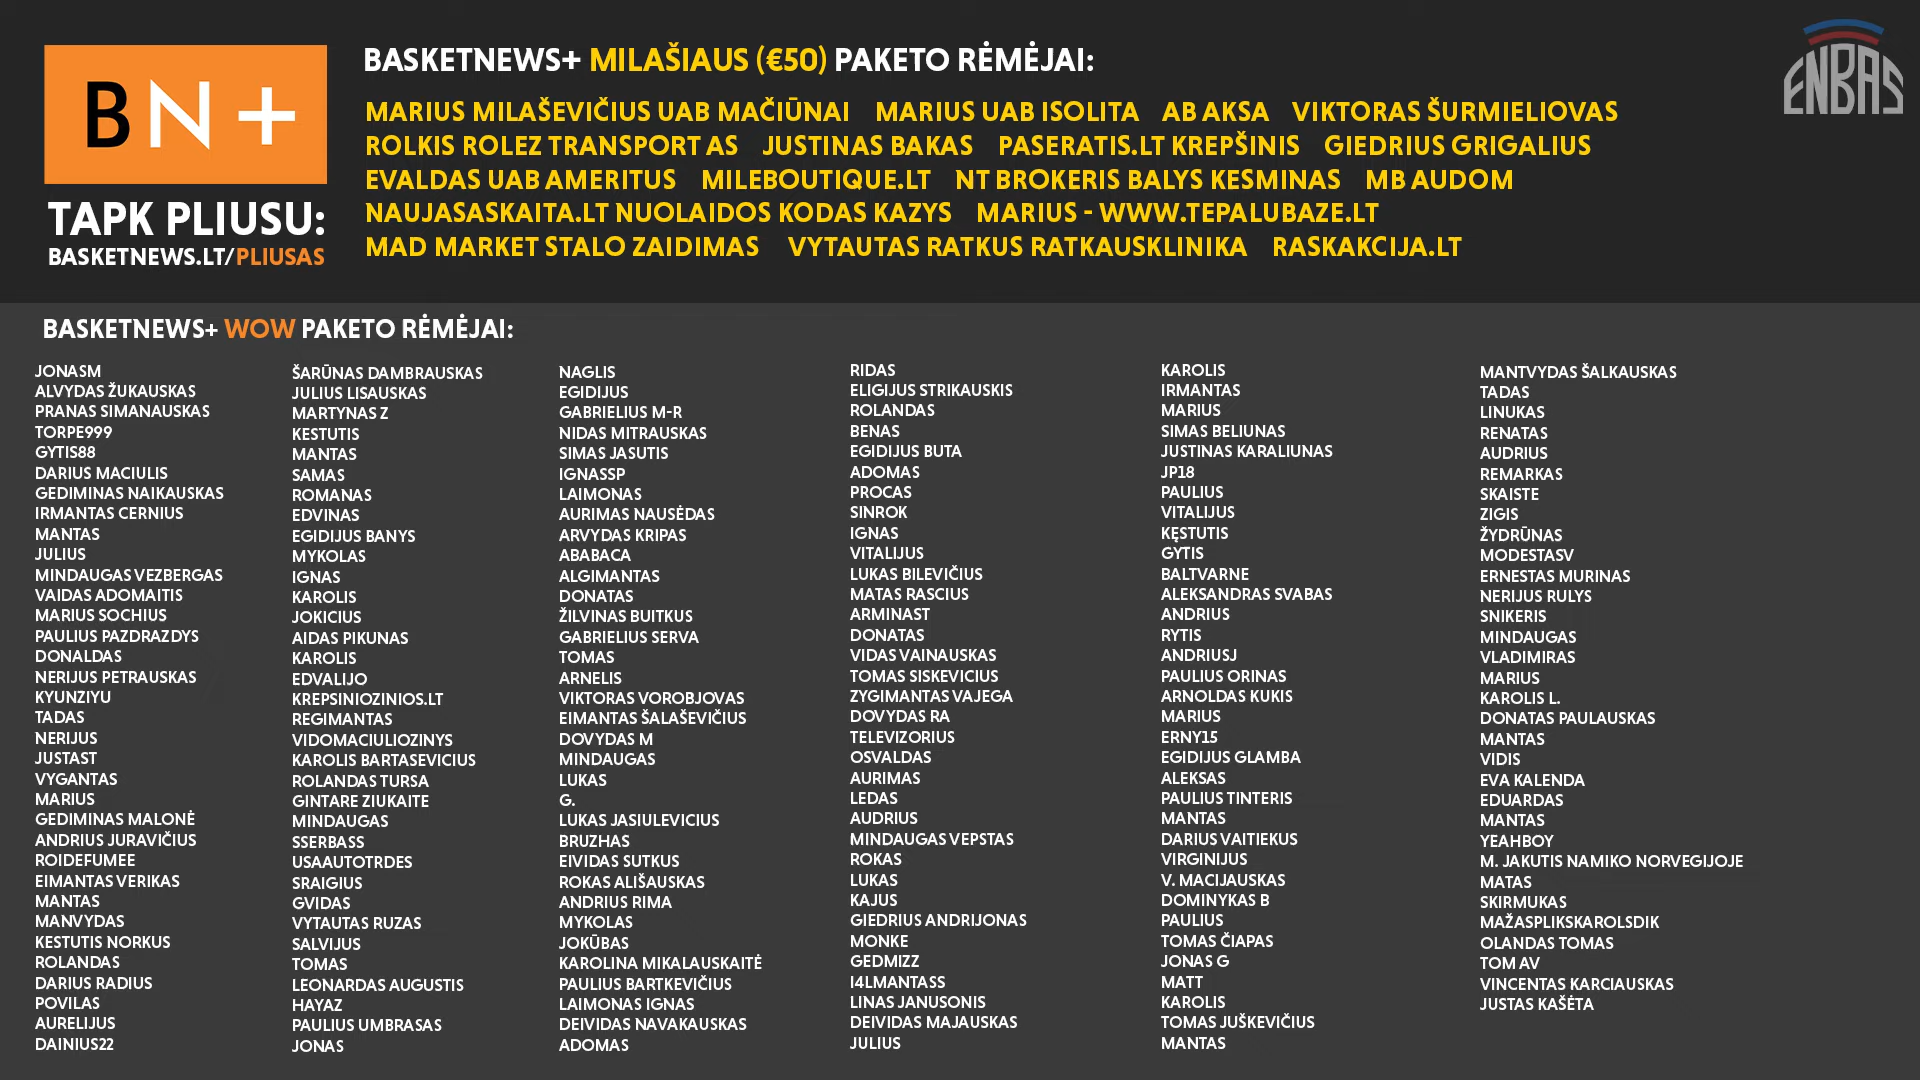 BN+
TAPK PLIUSU:
BASKETNEWS.LT/PLIUSAS
BASKETNEWS+ MILAŠIAUS (€50) PAKETO RĖMĖJAI:
MARIUS MILAŠEVIČIUS UAB MAČIŪNAI MARIUS UAB ISOLITA AB AKSA VIKTORAS ŠURMIELIOVAS
ROLKIS ROLEZ TRANSPORT AS JUSTINAS BAKAS PASERATIS.LT KREPŠINIS GIEDRIUS GRIGALIUS
EVALDAS UAB AMERITUS MILEBOUTIQUE.LT NT BROKERIS BALYS KESMINAS MB AUDOM
NAUJASASKAITA.LT NUOLAIDOS KODAS KAZYS MARIUS - WWW.TEPALUBAZE.LT
MAD MARKET STALO ZAIDIMAS VYTAUTAS RATKUS RATKAUSKLINIKA RASKAKCIJA.LT
ENBAS
BASKETNEWS+ WOW PAKETO RĖMĖJAI:
JONASM
ALVYDAS ŽUKAUSKAS
PRANAS SIMANAUSKAS
TORPE999
GYTIS88
DARIUS MACIULIS
GEDIMINAS NAIKAUSKAS
IRMANTAS CERNIUS
MANTAS
JULIUS
MINDAUGAS VEZBERGAS
VAIDAS ADOMAITIS
MARIUS SOCHIUS
PAULIUS PAZDRAZDYS
DONALDAS
NERIJUS PETRAUSKAS
KYUNZIYU
TADAS
NERIJUS
JUSTAST
VYGANTAS
MARIUS
GEDIMINAS MALONĖ
ANDRIUS JURAVIČIUS
ROIDEFUMEE
EIMANTAS VERIKAS
MANTAS
MANVYDAS
KESTUTIS NORKUS
ROLANDAS
DARIUS RADIUS
POVILAS
AURELIJUS
DAINIUS22
ŠARŪNAS DAMBRAUSKAS
JULIUS LISAUSKAS
MARTYNAS Z
KESTUTIS
MANTAS
SAMAS
ROMANAS
EDVINAS
EGIDIJUS BANYS
MYKOLAS
IGNAS
KAROLIS
JOKICIUS
AIDAS PIKUNAS
KAROLIS
EDVALIJO
KREPSINIOZINIOS.LT
REGIMANTAS
VIDOMACIULIOZINYS
KAROLIS BARTASEVICIUS
ROLANDAS TURSA
GINTARE ZIUKAITE
MINDAUGAS
SSERBASS
USAAUTOTRDES
SRAIGIUS
GVIDAS
VYTAUTAS RUZAS
SALVIJUS
TOMAS
LEONARDAS AUGUSTIS
HAYAZ
PAULIUS UMBRASAS
JONAS
NAGLIS
EGIDIJUS
GABRIELIUS M-R
NIDAS MITRAUSKAS
SIMAS JASUTIS
IGNASSP
LAIMONAS
AURIMAS NAUSĖDAS
ARVYDAS KRIPAS
ABABACA
ALGIMANTAS
DONATAS
ŽILVINAS BUITKUS
GABRIELIUS SERVA
TOMAS
ARNELIS
VIKTORAS VOROBJOVAS
EIMANTAS ŠALAŠEVIČIUS
DOVYDAS M
MINDAUGAS
LUKAS
G.
LUKAS JASIULEVICIUS
BRUZHAS
EIVIDAS SUTKUS
ROKAS ALIŠAUSKAS
ANDRIUS RIMA
MYKOLAS
JOKŪBAS
KAROLINA MIKALAUSKAITĖ
PAULIUS BARTKEVIČIUS
LAIMONAS IGNAS
DEIVIDAS NAVAKAUSKAS
ADOMAS
RIDAS
ELIGIJUS STRIKAUSKIS
ROLANDAS
BENAS
EGIDIJUS BUTA
ADOMAS
PROCAS
SINROK
IGNAS
VITALIJUS
LUKAS BILEVIČIUS
MATAS RASCIUS
ARMINAST
DONATAS
VIDAS VAINAUSKAS
TOMAS SISKEVICIUS
ZYGIMANTAS VAJEGA
DOVYDAS RA
TELEVIZORIUS
OSVALDAS
AURIMAS
LEDAS
AUDRIUS
MINDAUGAS VEPSTAS
ROKAS
LUKAS
KAJUS
GIEDRIUS ANDRIJONAS
MONKE
GEDMIZZ
I4LMANTASS
LINAS JANUSONIS
DEIVIDAS MAJAUSKAS
JULIUS
KAROLIS
IRMANTAS
MARIUS
SIMAS BELIUNAS
JUSTINAS KARALIUNAS
JP18
PAULIUS
VITALIJUS
KĘSTUTIS
GYTIS
BALTVARNE
ALEKSANDRAS SVABAS
ANDRIUS
RYTIS
ANDRIUSJ
PAULIUS ORINAS
ARNOLDAS KUKIS
MARIUS
ERNY15
EGIDIJUS GLAMBA
ALEKSAS
PAULIUS TINTERIS
MANTAS
DARIUS VAITIEKUS
VIRGINIJUS
V. MACIJAUSKAS
DOMINYKAS B
PAULIUS
TOMAS ČIAPAS
JONAS G
MATT
KAROLIS
TOMAS JUŠKEVIČIUS
MANTAS
MANTVYDAS ŠALKAUSKAS
TADAS
LINUKAS
RENATAS
AUDRIUS
REMARKAS
SKAISTE
ZIGIS
ŽYDRŪNAS
MODESTASV
ERNESTAS MURINAS
NERIJUS RULYS
SNIKERIS
MINDAUGAS
VLADIMIRAS
MARIUS
KAROLIS L.
DONATAS PAULAUSKAS
MANTAS
VIDIS
EVA KALENDA
EDUARDAS
MANTAS
YEAHBOY
M. JAKUTIS NAMIKO NORVEGIJOJE
MATAS
SKIRMUKAS
MAŽASPLIKSKAROLSDIK
OLANDAS TOMAS
TOM AV
VINCENTAS KARCIAUSKAS
JUSTAS KAŠĖTA